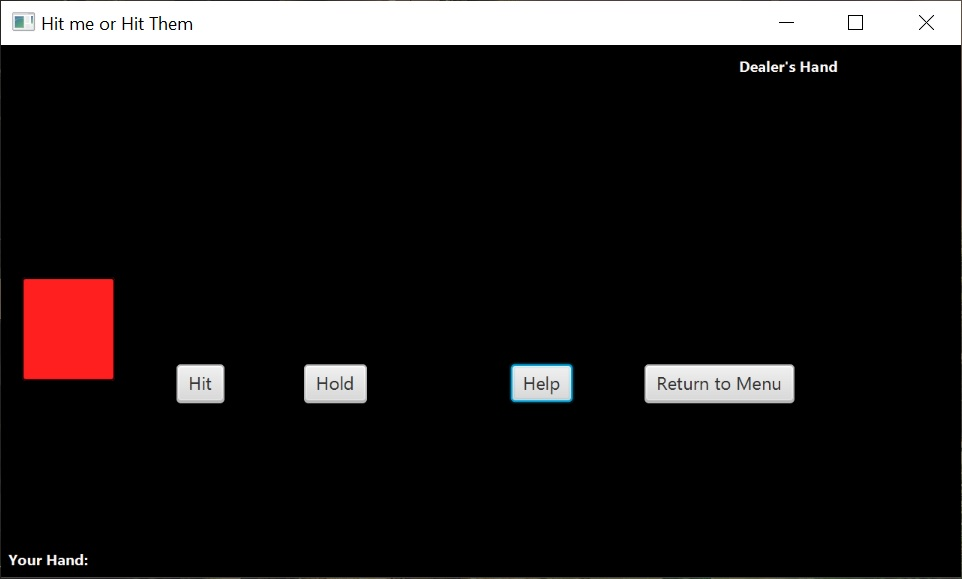 Hit me or Hit Them
Dealer's Hand
Hit
Hold
Help
Return to Menu
Your Hand: